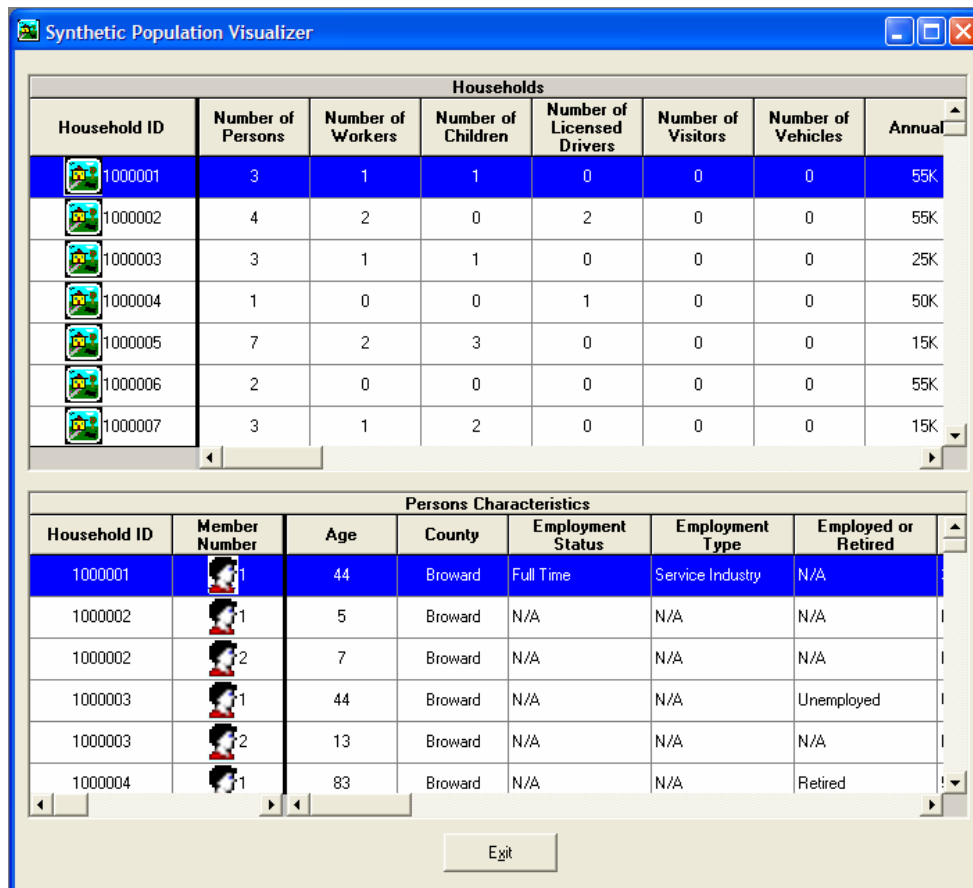 Synthetic Population Visualizer
Households
Household ID Number of Persons Number of Workers Number of Children Number of Licensed Drivers Number of Visitors Number of Vehicles Annual
1000001 3 1 1 0 0 0 55K
1000002 4 2 0 2 0 0 55K
1000003 3 1 1 0 0 0 25K
1000004 1 0 0 1 0 0 50K
1000005 7 2 3 0 0 0 15K
1000006 2 0 0 0 0 0 55K
1000007 3 1 2 0 0 0 15K
Persons Characteristics
Household ID Member Number Age County Employment Status Employment Type Employed or Retired
1000001 1 44 Broward Full Time Service Industry N/A
1000002 1 5 Broward N/A N/A N/A
1000002 2 7 Broward N/A N/A N/A
1000003 1 44 Broward N/A N/A Unemployed
1000003 2 13 Broward N/A N/A N/A
1000004 1 83 Broward N/A N/A Retired
Exit